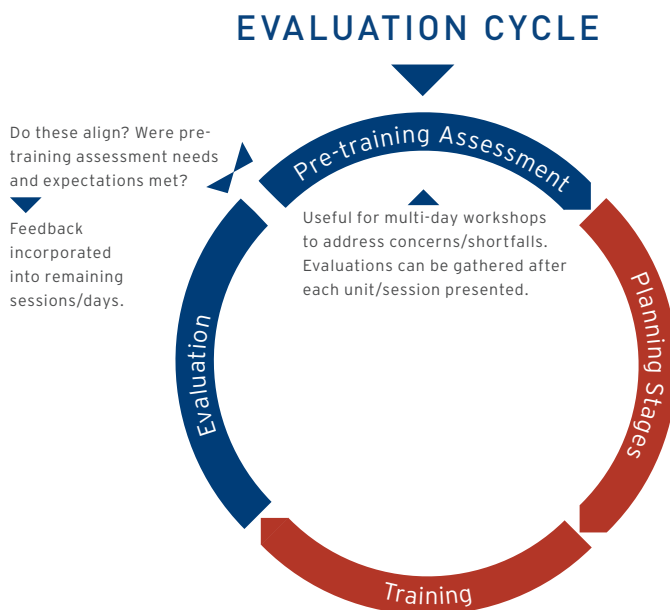 EVALUATION CYCLE
Do these align? Were pre-
training assessment needs
and expectations met?
Feedback
incorporated
into remaining
sessions/days.
Pre-training Assessment
Useful for multi-day workshops
to address concerns/shortfalls.
Evaluations can be gathered after
each unit/session presented.
Planning Stages
Training
Evaluation